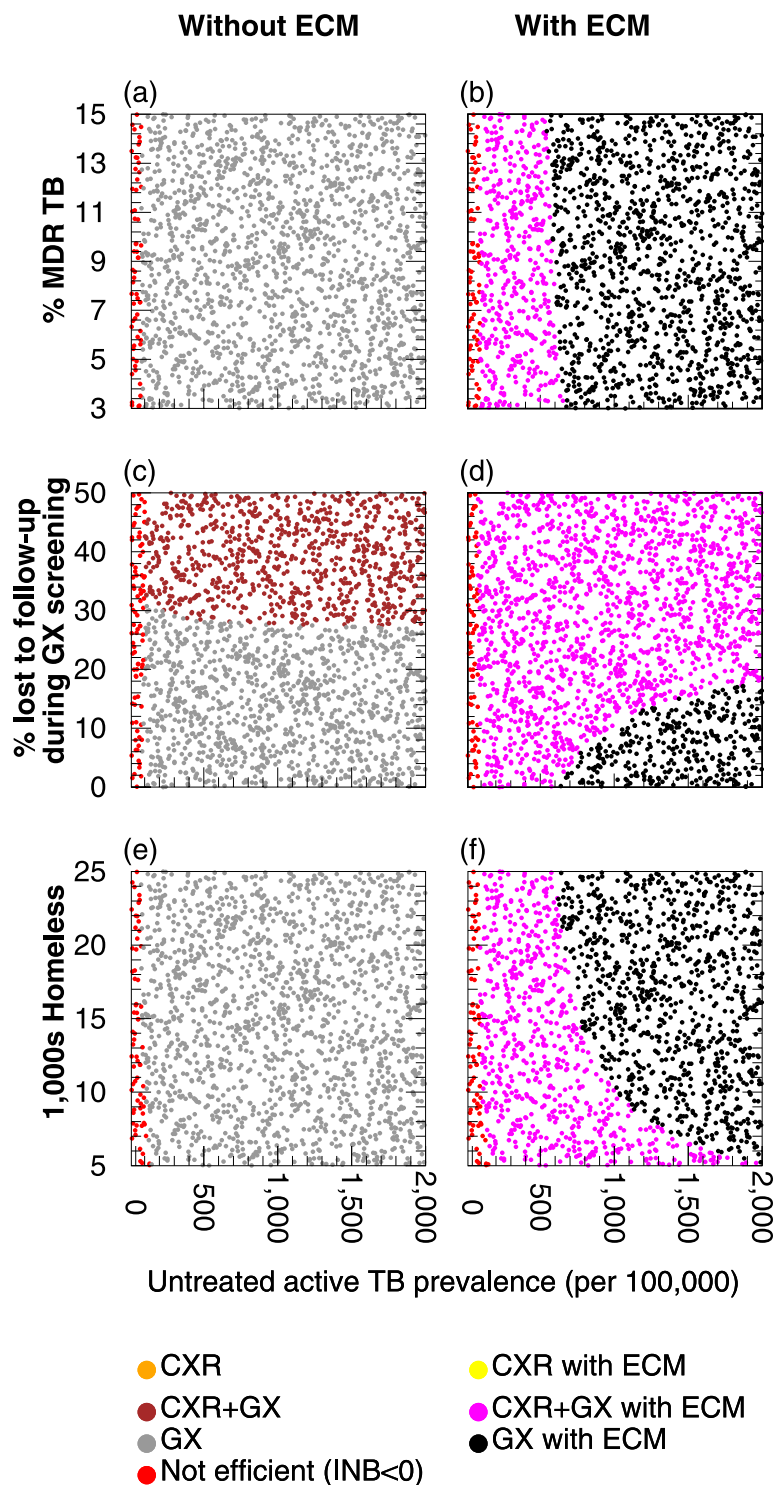 Without ECM
With ECM
(a)
(b)
% MDR TB
15
13
11
9
7
5
3
(c)
(d)
% lost to follow-up
during GX screening
50
40
30
20
10
0
(e)
(f)
1,000s Homeless
25
20
15
10
5
0
500
1,000
1,500
2,000
0
500
1,000
1,500
2,000
Untreated active TB prevalence (per 100,000)
CXR
CXR+GX
GX
Not efficient (INB<0)
CXR with ECM
CXR+GX with ECM
GX with ECM